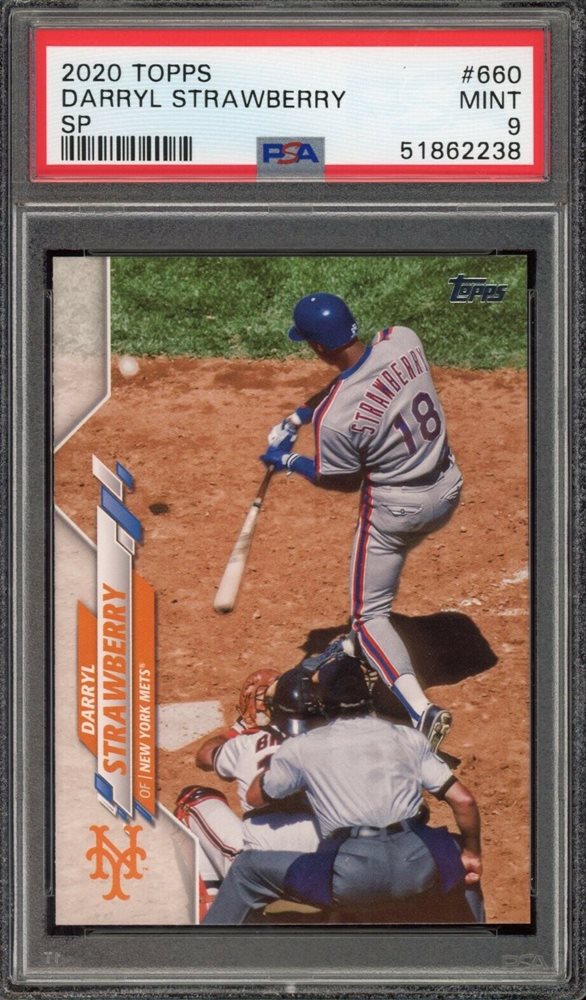 2020 TOPPS #660
DARRYL STRAWBERRY MINT
SP 9
PSA 51862238
Topps
STRAWBERRY
18
DARRYL
STRAWBERRY
OF | NEW YORK METS®
NY
PSA